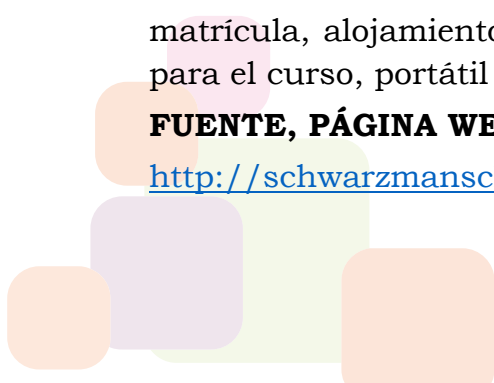 matrícula, alojamiento
para el curso, portátil
FUENTE, PÁGINA WE
http://schwarzmansc